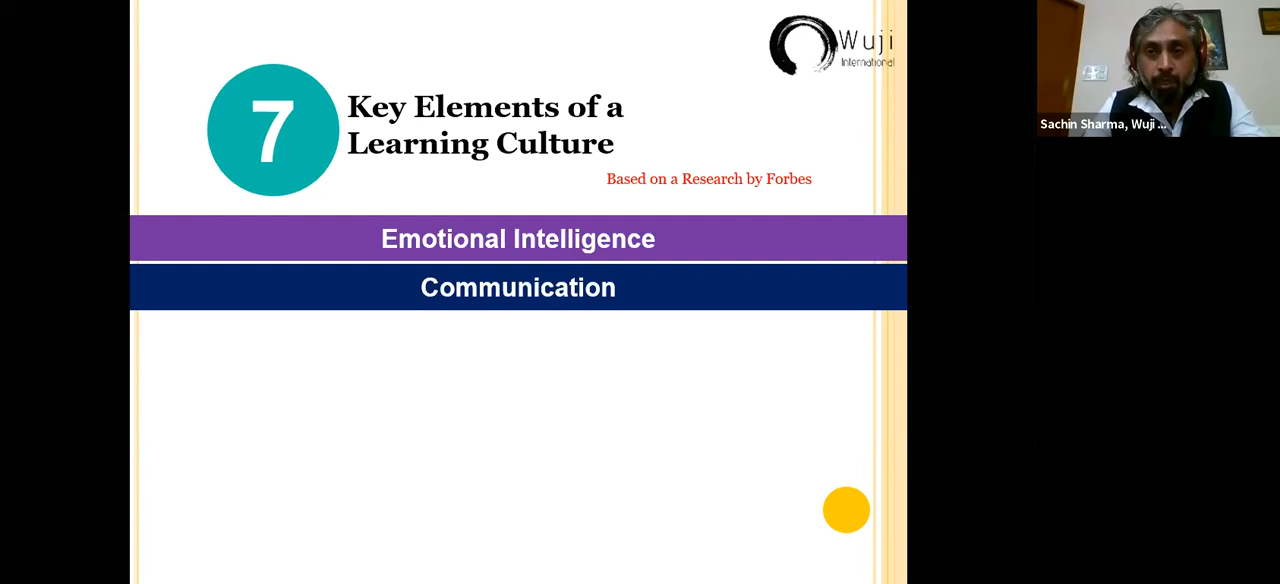 Wuji
International
7
Key Elements of a
Learning Culture
Based on a Research by Forbes
Emotional Intelligence
Communication
Sachin Sharma, Wuji ...